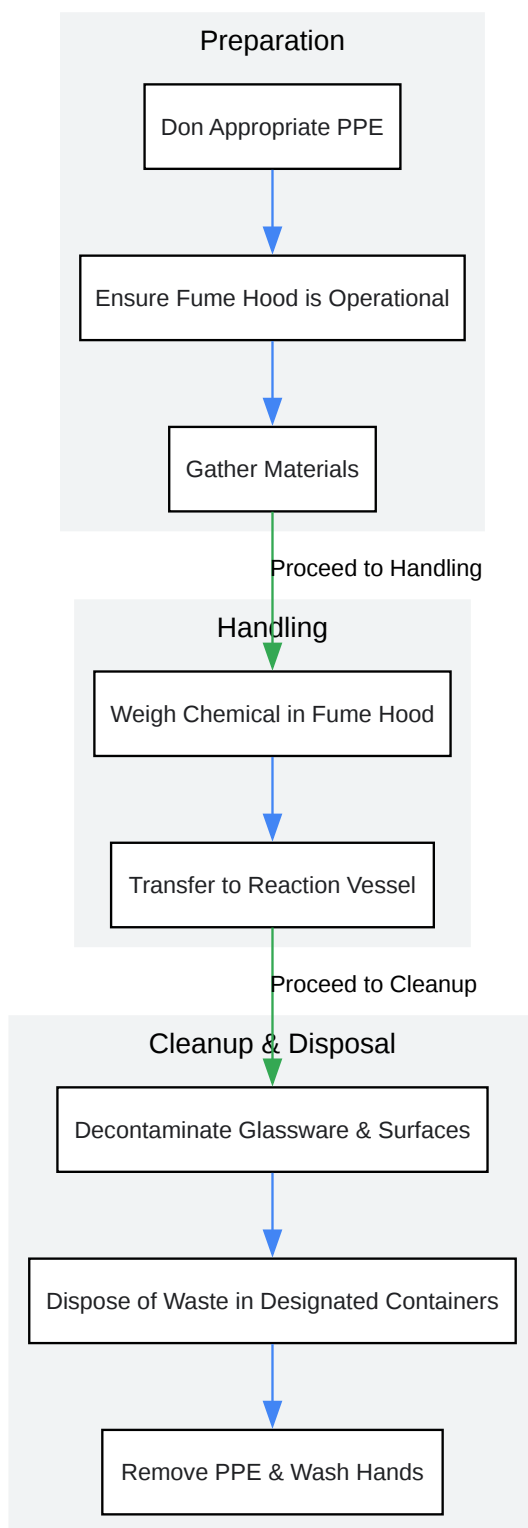 Preparation
Don Appropriate PPE
Ensure Fume Hood is Operational
Gather Materials
Proceed to Handling
Handling
Weigh Chemical in Fume Hood
Transfer to Reaction Vessel
Proceed to Cleanup
Cleanup & Disposal
Decontaminate Glassware & Surfaces
Dispose of Waste in Designated Containers
Remove PPE & Wash Hands